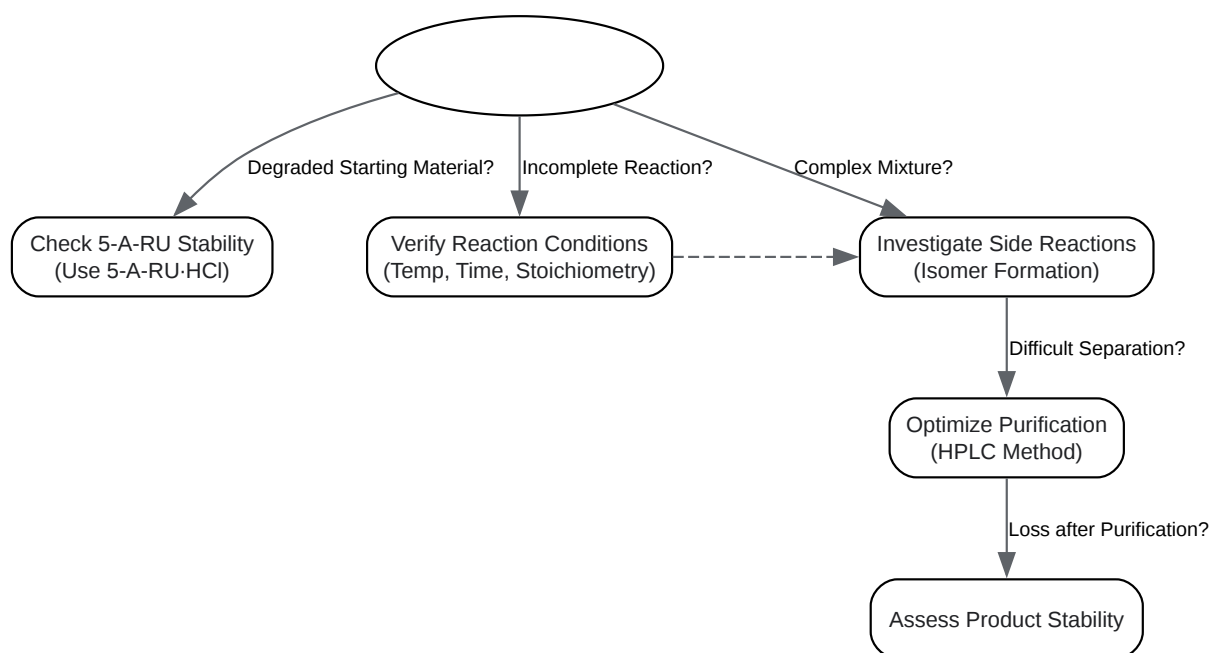 Degraded Starting Material?
Incomplete Reaction?
Complex Mixture?
Check 5-A-RU Stability
(Use 5-A-RU·HCl)
Verify Reaction Conditions
(Temp, Time, Stoichiometry)
Investigate Side Reactions
(Isomer Formation)
Difficult Separation?
Optimize Purification
(HPLC Method)
Loss after Purification?
Assess Product Stability